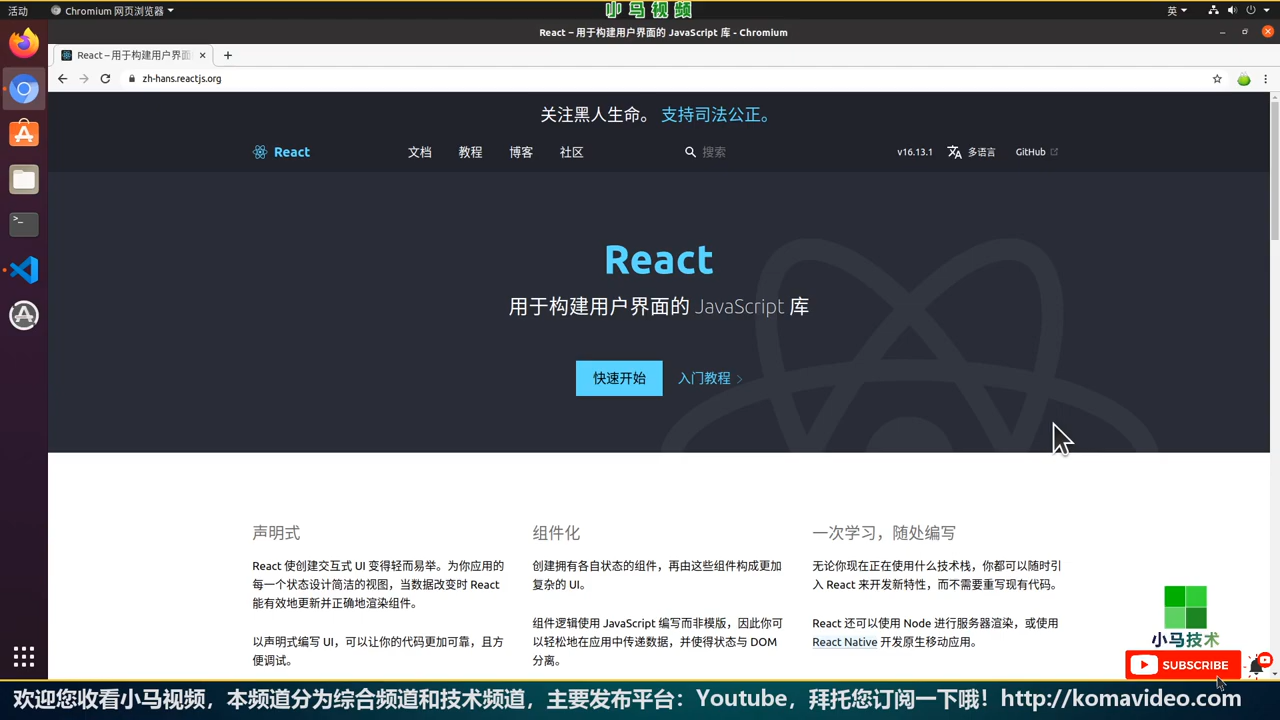 活动
Chromium 网页浏览器
小马视频
英
React – 用于构建用户界面的 JavaScript 库 - Chromium
React – 用于构建用户界面
zh-hans.reactjs.org
关注黑人生命。 支持司法公正。
React
文档
教程
博客
社区
搜索
v16.13.1
多语言
GitHub
React
用于构建用户界面的 JavaScript 库
快速开始
入门教程
声明式
React 使创建交互式 UI 变得轻而易举。为你应用的
每一个状态设计简洁的视图，当数据改变时 React
能有效地更新并正确地渲染组件。
以声明式编写 UI，可以让你的代码更加可靠，且方
便调试。
组件化
创建拥有各自状态的组件，再由这些组件构成更加
复杂的 UI。
组件逻辑使用 JavaScript 编写而非模版，因此你可
以轻松地在应用中传递数据，并使得状态与 DOM
分离。
一次学习，随处编写
无论你现在正在使用什么技术栈，你都可以随时引
入 React 来开发新特性，而不需要重写现有代码。
React 还可以使用 Node 进行服务器渲染，或使用
React Native 开发原生移动应用。
小马技术
SUBSCRIBE
欢迎您收看小马视频，本频道分为综合频道和技术频道，主要发布平台：Youtube，拜托您订阅一下哦！http://komavideo.com